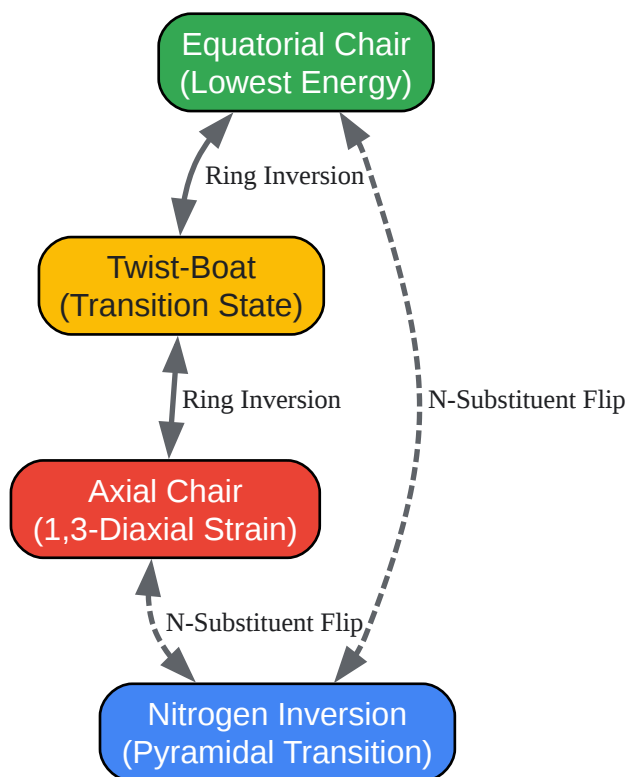 Equatorial Chair
(Lowest Energy)
Ring Inversion
Twist-Boat
(Transition State)
Ring Inversion
N-Substituent Flip
Axial Chair
(1,3-Diaxial Strain)
N-Substituent Flip
Nitrogen Inversion
(Pyramidal Transition)